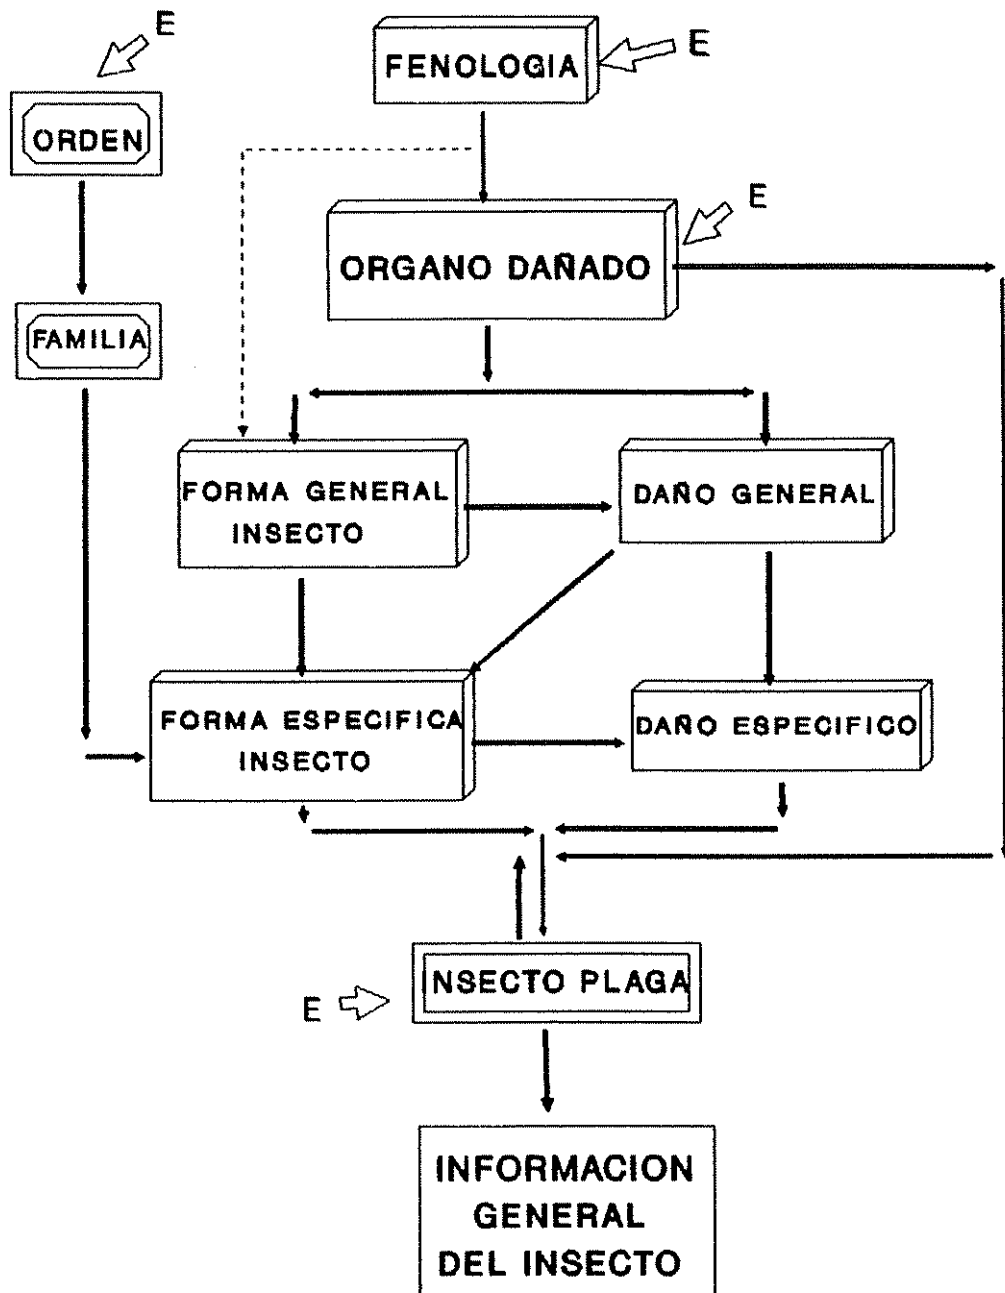 E
E
FENOLOGIA
ORDEN
E
ORGANO DAÑADO
FAMILIA
FORMA GENERAL
INSECTO
DAÑO GENERAL
FORMA ESPECIFICA
INSECTO
DAÑO ESPECIFICO
INSECTO PLAGA
E
INFORMACION
GENERAL
DEL INSECTO